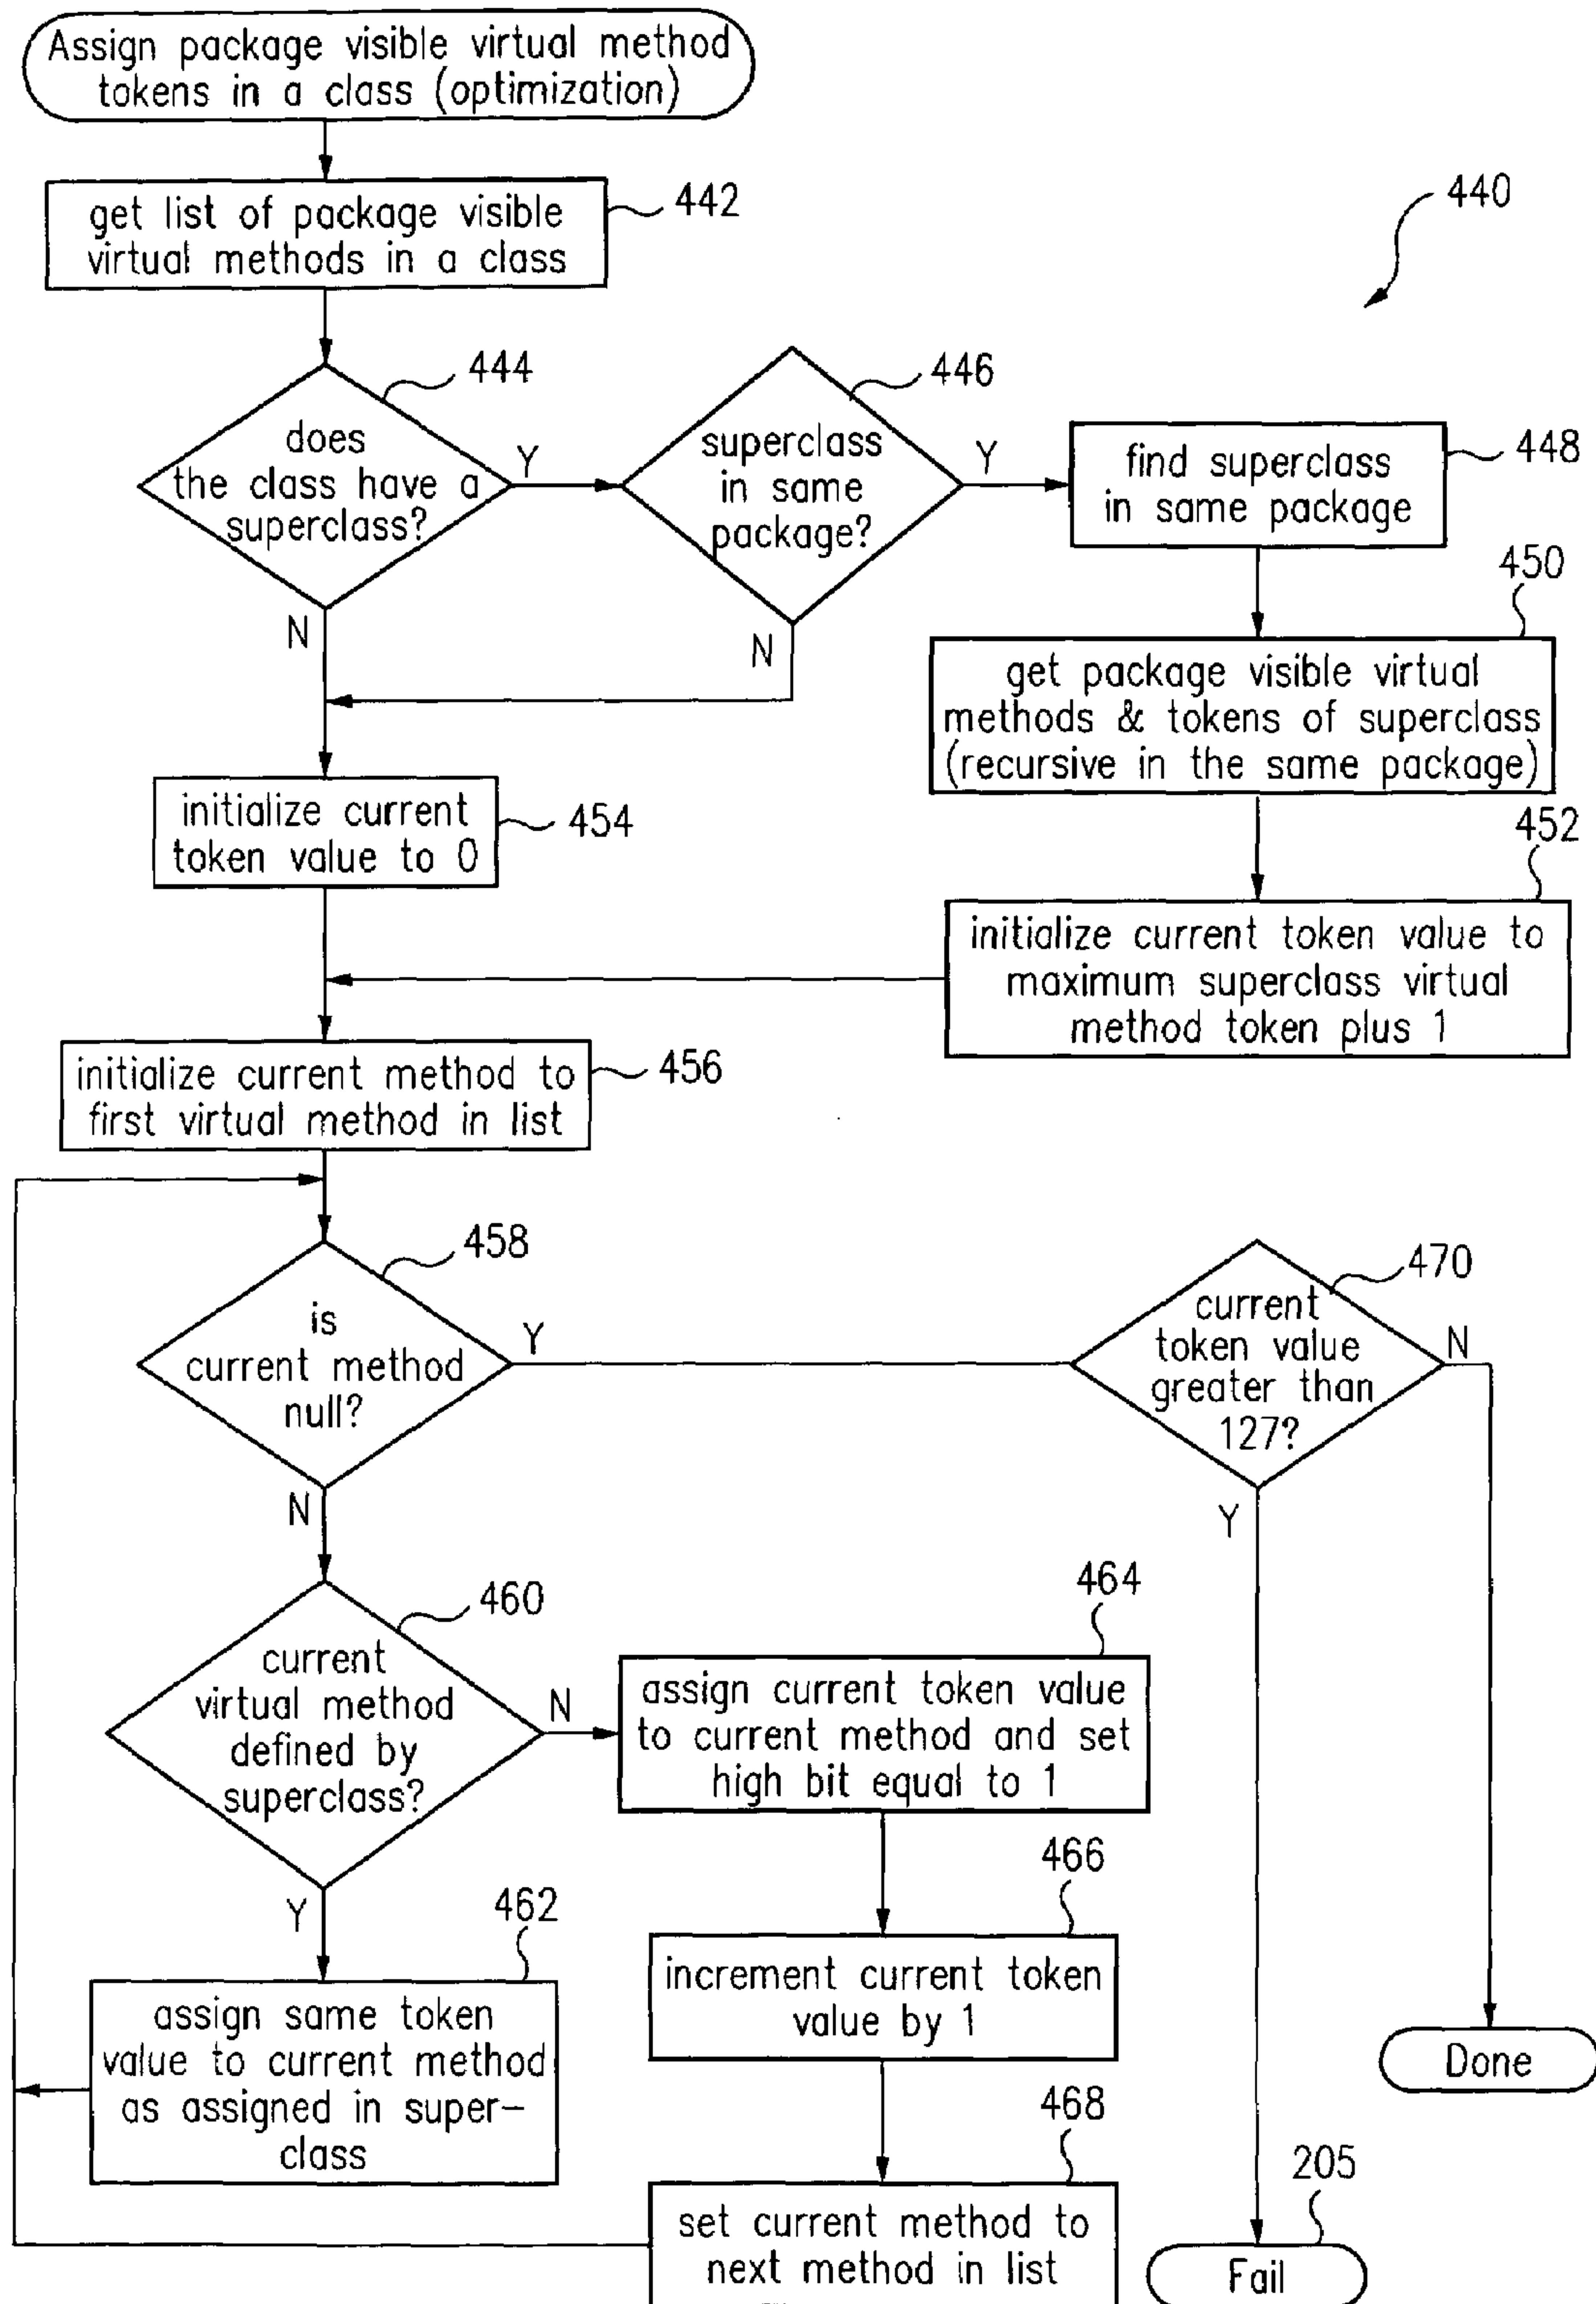 Assign package visible virtual method
tokens in a class (optimization)
442
get list of package visible
virtual methods in a class
440
444
does
the class have a
superclass?
Y
N
446
superclass
in same
package?
Y
N
448
find superclass
in same package
450
get package visible virtual
methods & tokens of superclass
(recursive in the same package)
454
initialize current
token value to 0
452
initialize current token value to
maximum superclass virtual
method token plus 1
456
initialize current method to
first virtual method in list
458
is
current method
null?
Y
N
470
current
token value
greater than
127?
N
Y
460
current
virtual method
defined by
superclass?
N
Y
464
assign current token value
to current method and set
high bit equal to 1
466
increment current token
value by 1
462
assign same token
value to current method
as assigned in super-
class
468
set current method to
next method in list
Done
205
Fail